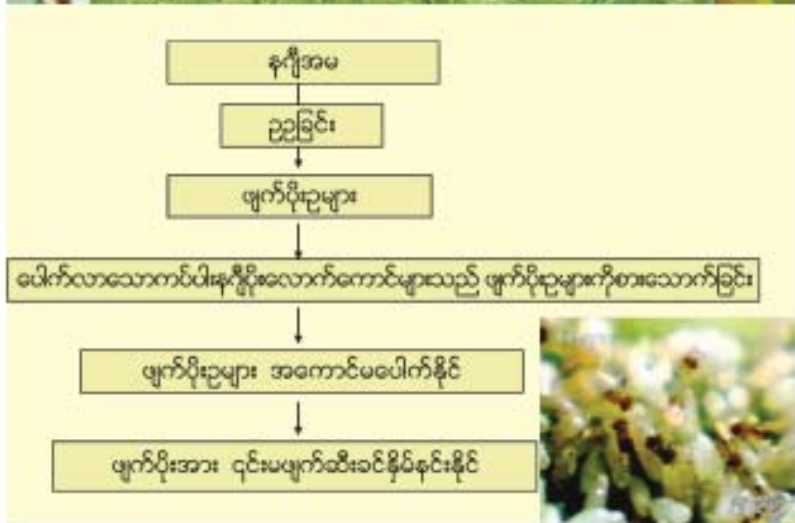 နဂျီအမ
ဥဥခြင်း
ဖျက်ပိုးဥများ
ပေါက်လာသောကပ်ပါးနဂျီပိုးလောက်ကောင်များသည် ဖျက်ပိုးဥများကိုစားသောက်ခြင်း
ဖျက်ပိုးဥများ အကောင်မပေါက်နိုင်
ဖျက်ပိုးအား ၎င်းမဖျက်ဆီးခင်နှိမ်နင်းနိုင်